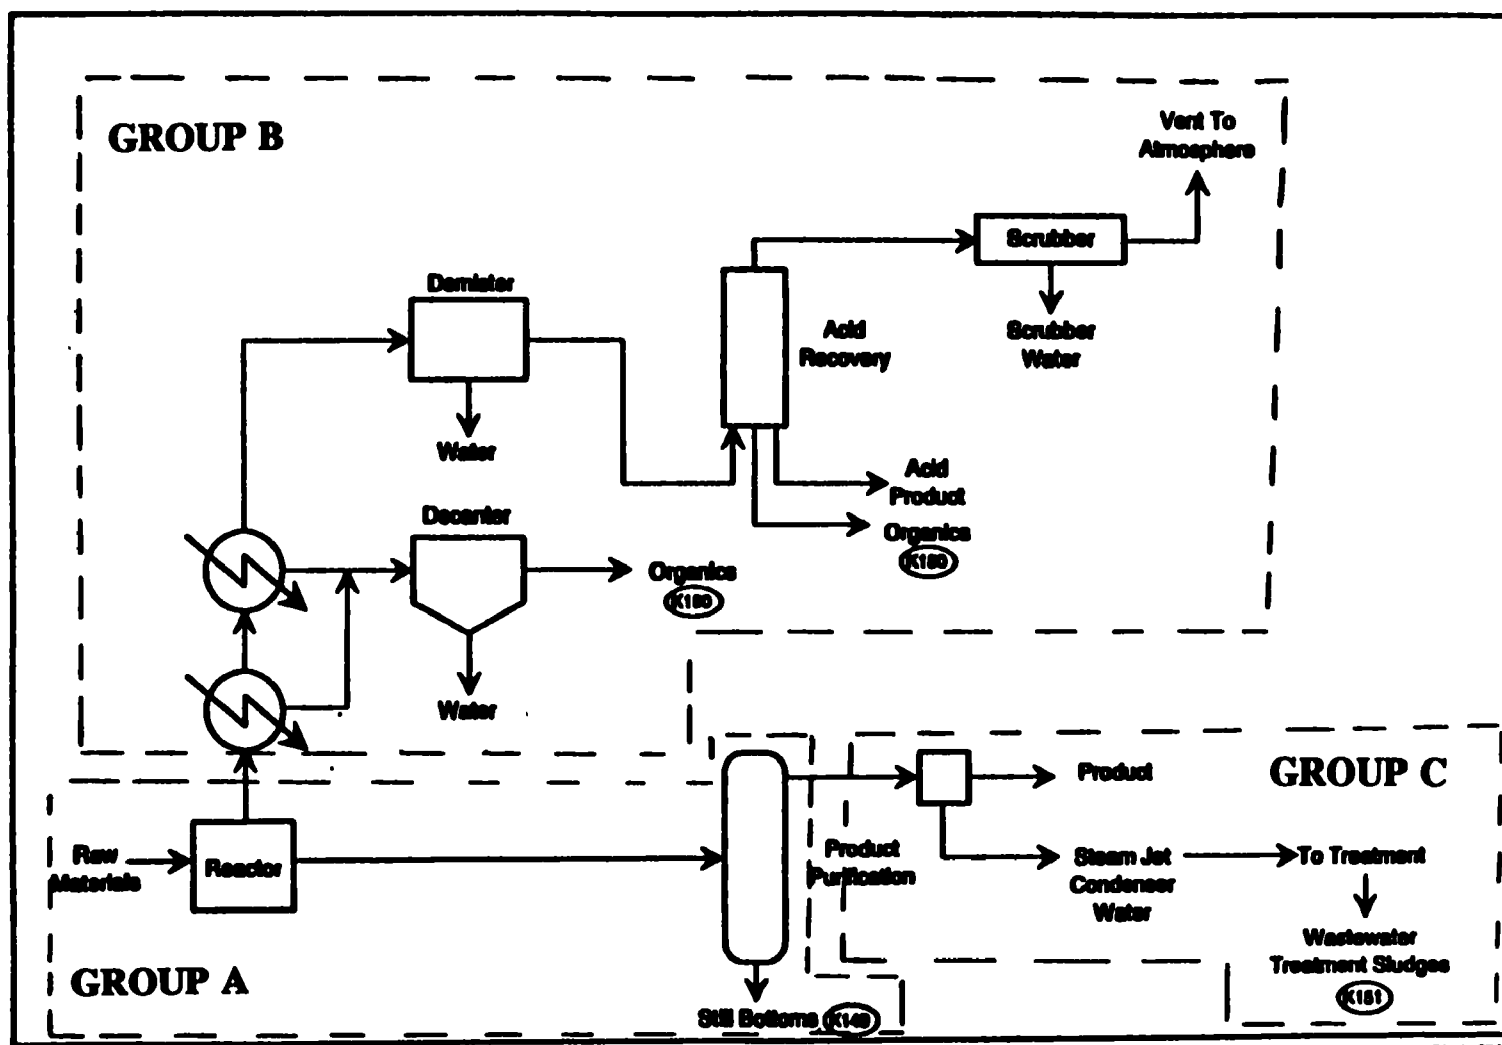 GROUP B
Vent To
Atmosphere
Scrubber
Demister
Acid
Recovery
Scrubber
Water
Water
Acid
Product
Decanter
Organics
K150
Organics
K150
Water
GROUP C
Product
Raw
Materials
Reactor
Product
Purification
Steam Jet
Condenser
Water
To Treatment
Wastewater
Treatment Sludges
K151
GROUP A
Still Bottoms K149